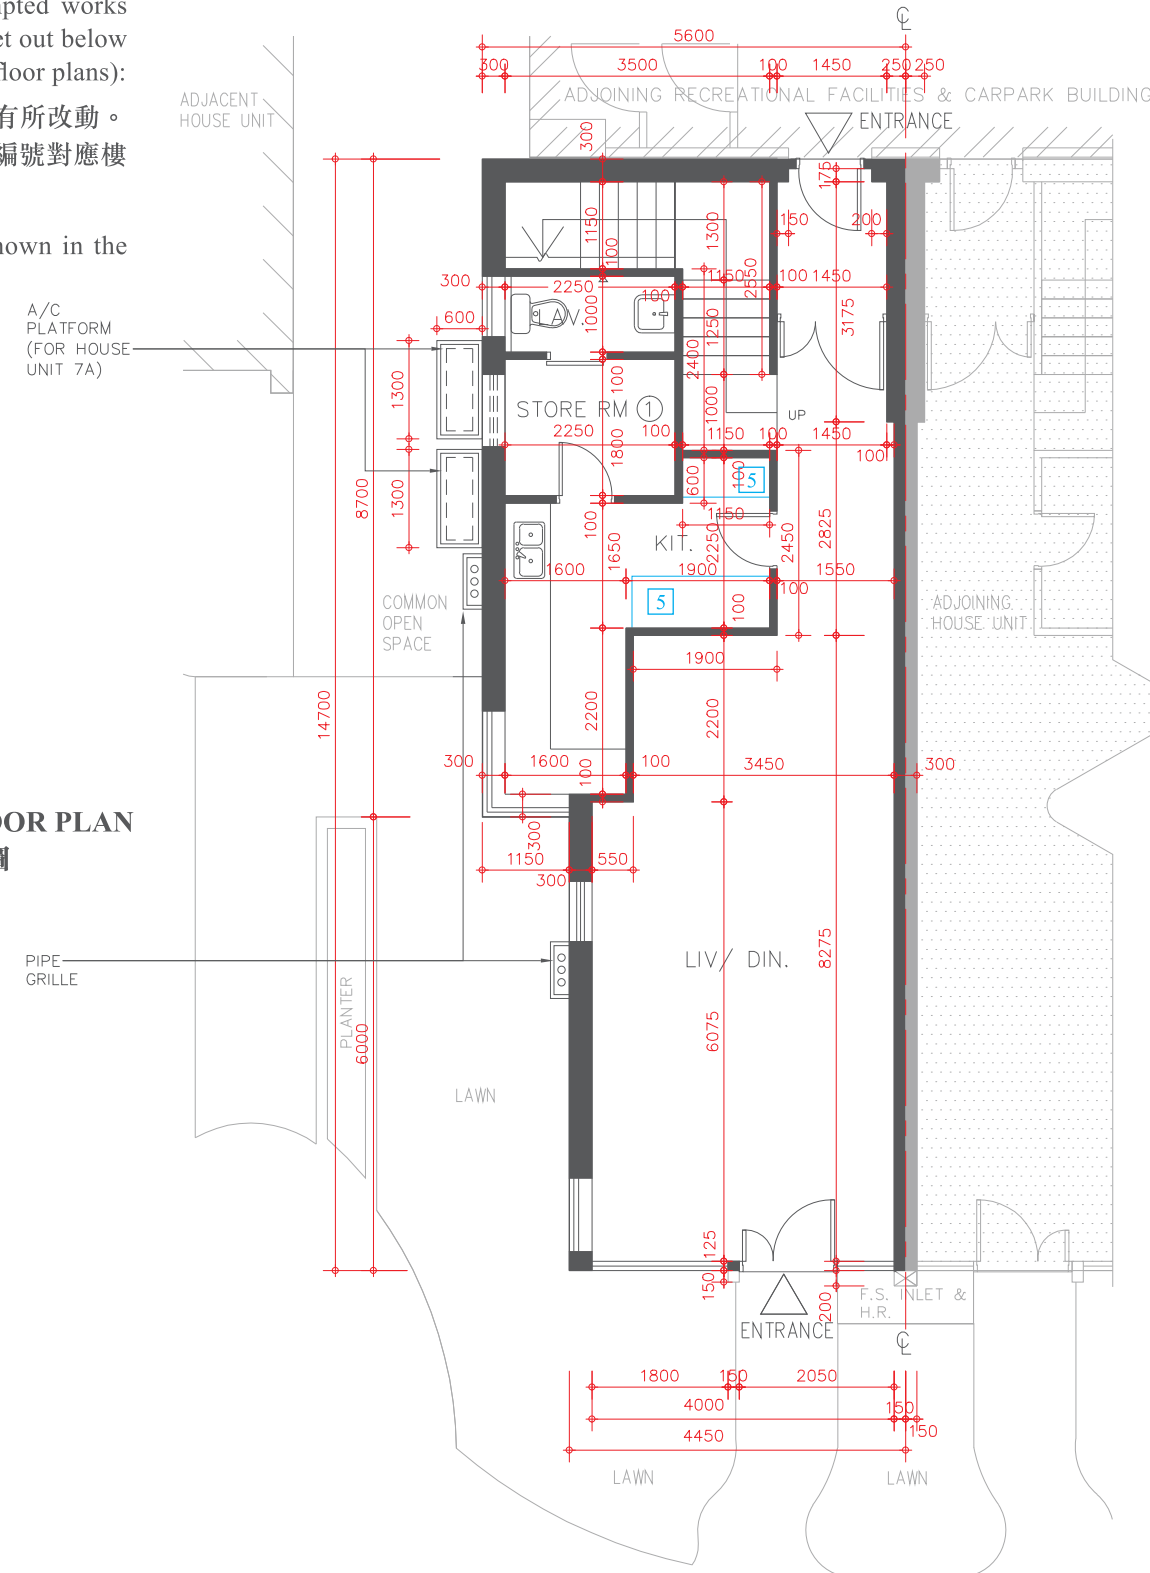 mpted works
et out below
floor plans):
有所改動。
編號對應樓
hown in the
OOR PLAN
圖
ADJACENT
HOUSE UNIT
A/C
PLATFORM
(FOR HOUSE
UNIT 7A)
PIPE
GRILLE
COMMON
OPEN
SPACE
PLANTER
LAWN
ADJOINING RECREATIONAL FACILITIES & CARPARK BUILDING
ENTRANCE
℄
5600
300 3500 100 1450 250 250
300
175
1150
100
1300
2550
150 200
300 2250 100 1150 100 1450
LAV.
1000
1250
3175
600
2400
1300
100
STORE RM 1
1000
UP
2250 100 1150 100 1450
100
1800
600
100
5
8700
1300
100
1150
2250
2450
2825
KIT.
1650
1600 1900 100 1550
5
100
ADJOINING
HOUSE UNIT
1900
14700
2200
2200
300 1600 100 3450 300
100
300
1150 300 550
LIV/ DIN.
8275
6075
6000
125
150
200
F.S. INLET &
H.R.
ENTRANCE
℄
1800 150 2050
4000 150
150
4450
LAWN
LAWN